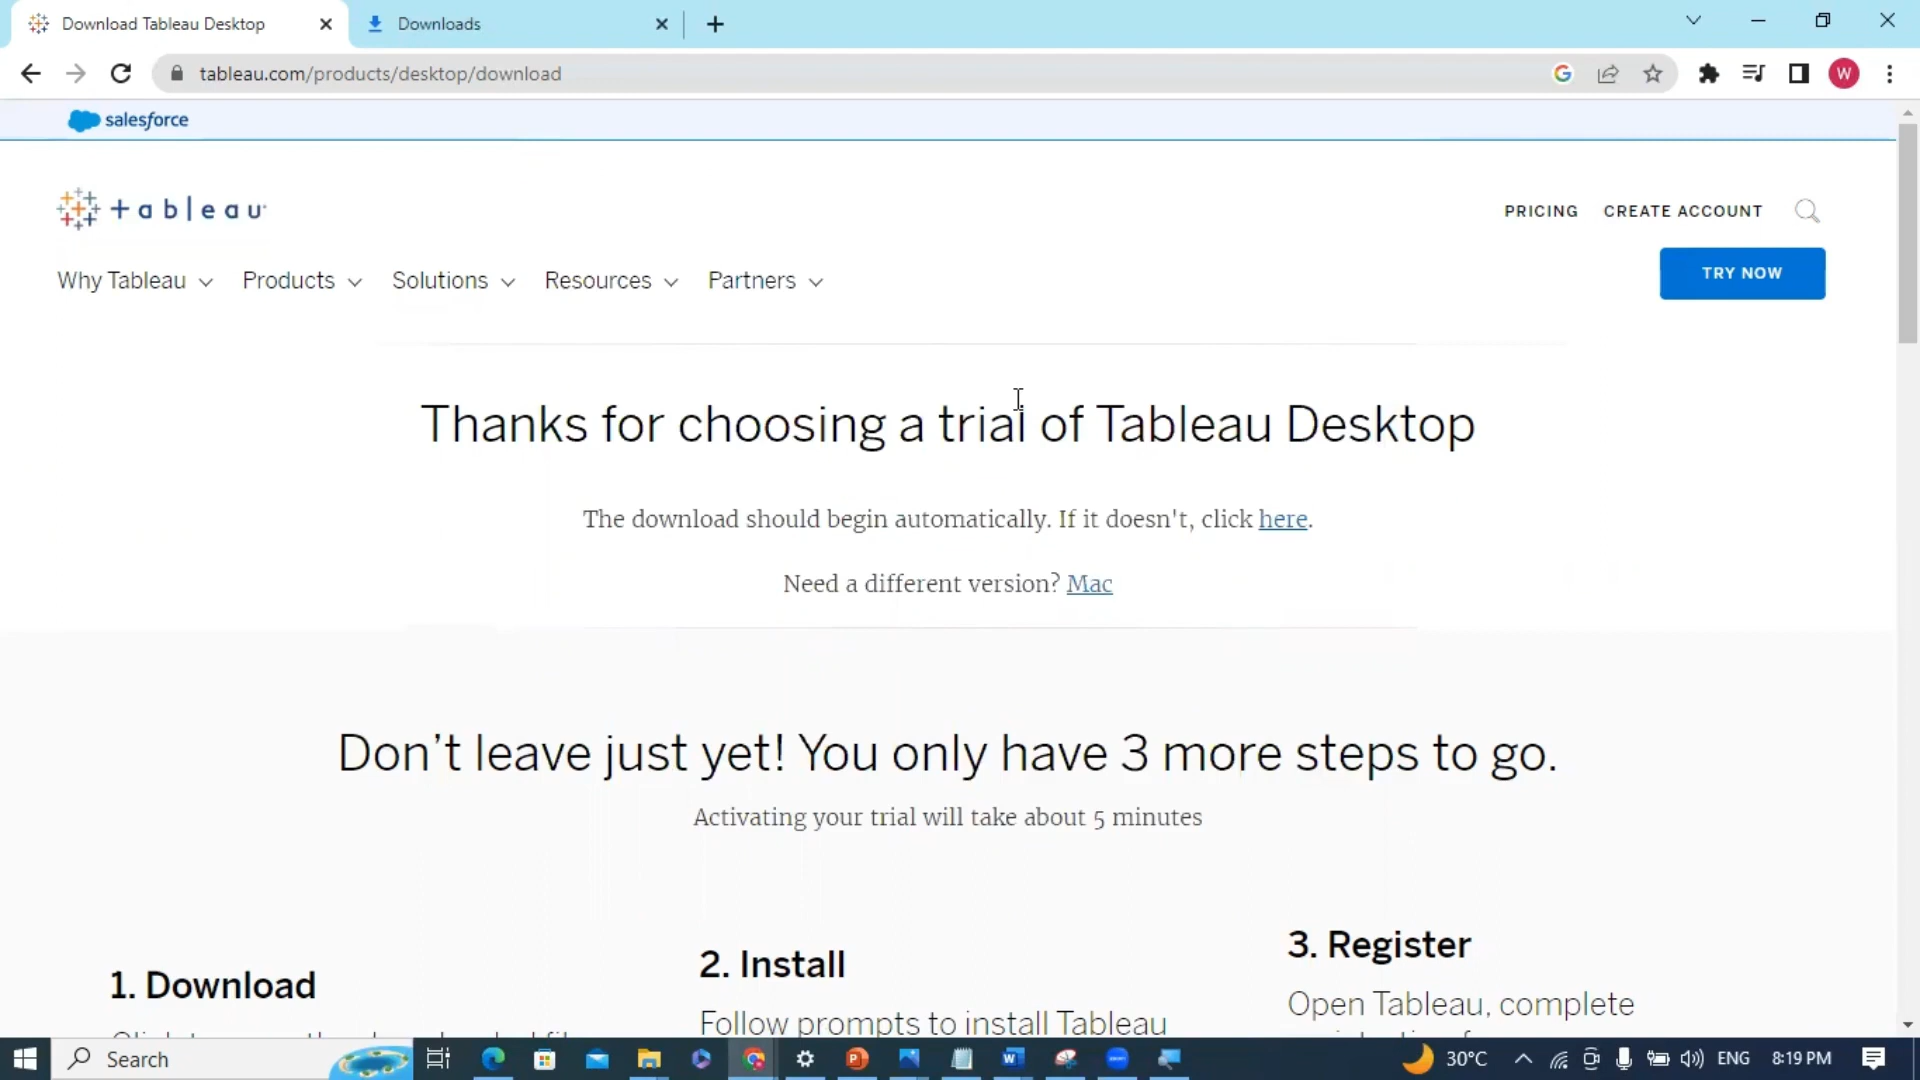 Download Tableau Desktop
Downloads
tableau.com/products/desktop/download
W
salesforce
+ a b | e a u
PRICING
CREATE ACCOUNT
Why Tableau
Products
Solutions
Resources
Partners
TRY NOW
Thanks for choosing a trial of Tableau Desktop
The download should begin automatically. If it doesn't, click here.
Need a different version? Mac
Don’t leave just yet! You only have 3 more steps to go.
Activating your trial will take about 5 minutes
1. Download
2. Install
Follow prompts to install Tableau
3. Register
Open Tableau, complete
Search
30°C
ENG
8:19 PM